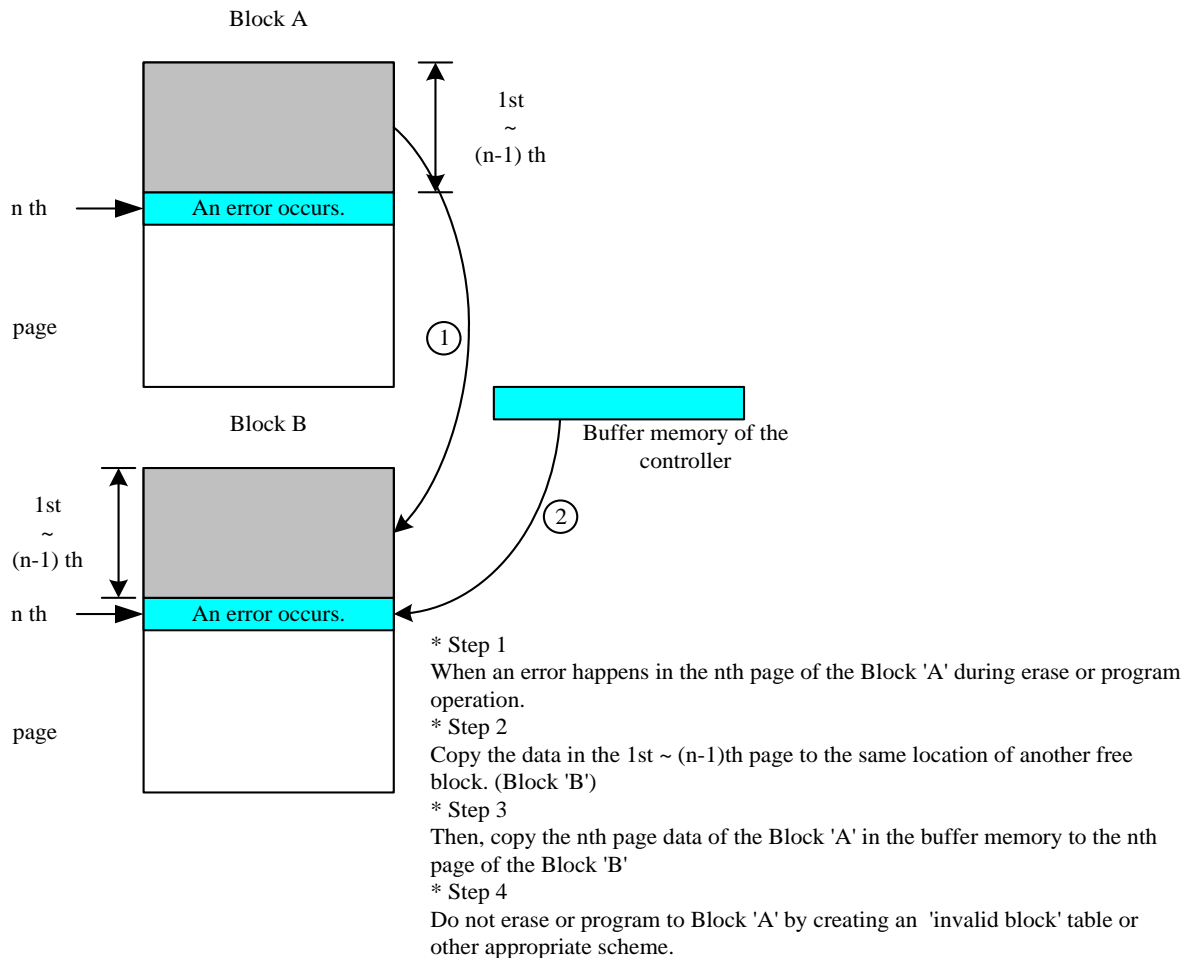 Block A
1st
~
(n-1) th
n th
An error occurs.
page
1
Block B
Buffer memory of the
controller
1st
~
(n-1) th
2
n th
An error occurs.
page
* Step 1
When an error happens in the nth page of the Block 'A' during erase or program
operation.
* Step 2
Copy the data in the 1st ~ (n-1)th page to the same location of another free
block. (Block 'B')
* Step 3
Then, copy the nth page data of the Block 'A' in the buffer memory to the nth
page of the Block 'B'
* Step 4
Do not erase or program to Block 'A' by creating an 'invalid block' table or
other appropriate scheme.